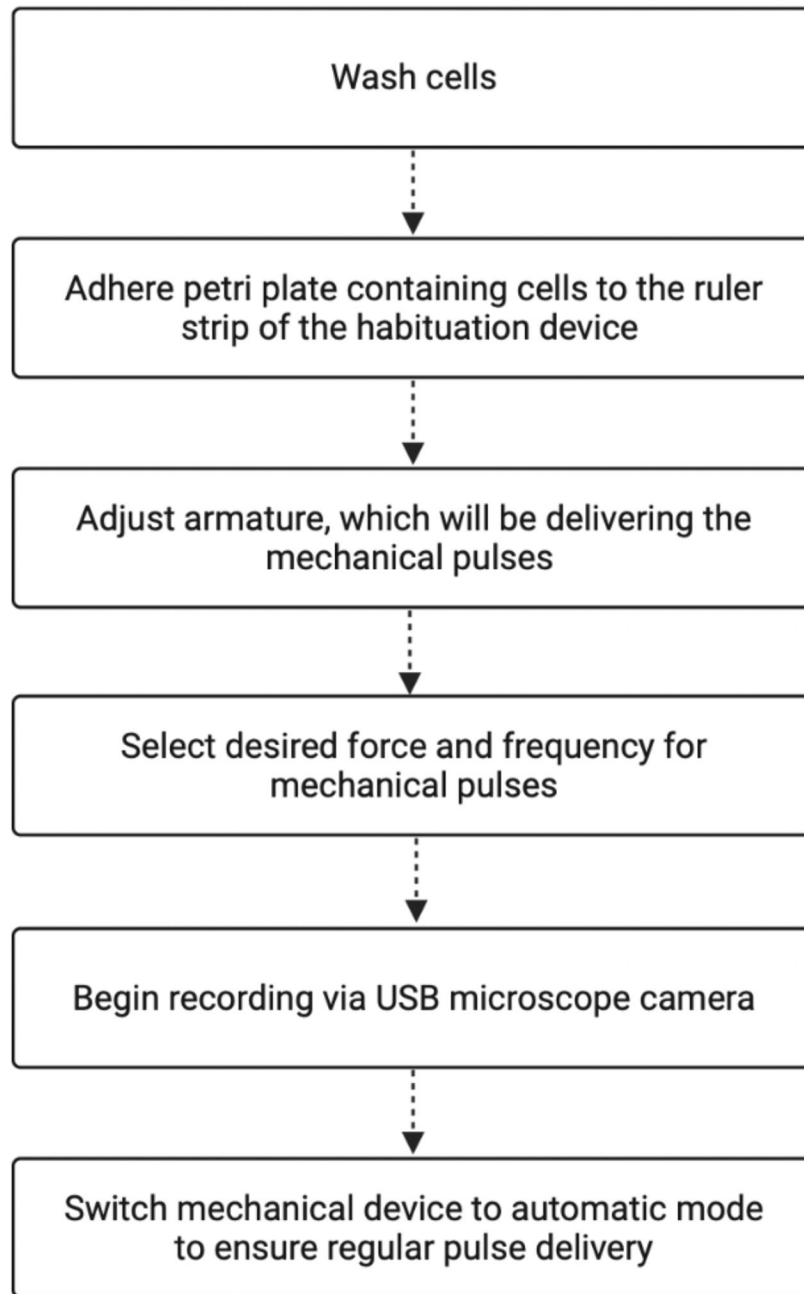 Wash cells
Adhere petri plate containing cells to the ruler
strip of the habituation device
Adjust armature, which will be delivering the
mechanical pulses
Select desired force and frequency for
mechanical pulses
Begin recording via USB microscope camera
Switch mechanical device to automatic mode
to ensure regular pulse delivery